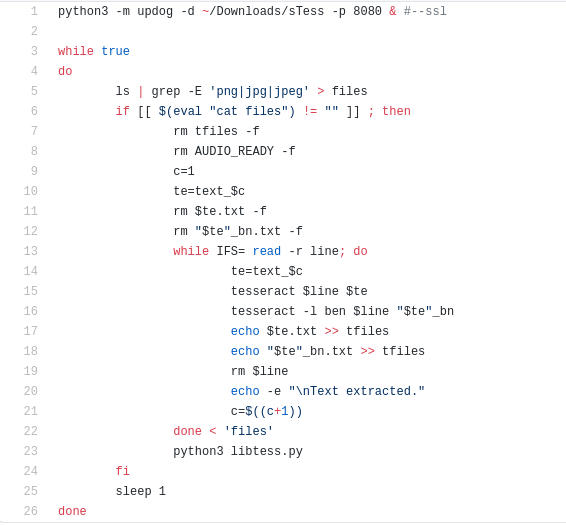 1 python3 -m updog -d ~/Downloads/sTess -p 8080 & #--ssl
2
3 while true
4 do
5         ls | grep -E 'png|jpg|jpeg' > files
6         if [[ $(eval "cat files") != "" ]] ; then
7                 rm tfiles -f
8                 rm AUDIO_READY -f
9                 c=1
10                 te=text_$c
11                 rm $te.txt -f
12                 rm "$te"_bn.txt -f
13                 while IFS= read -r line; do
14                         te=text_$c
15                         tesseract $line $te
16                         tesseract -l ben $line "$te"_bn
17                         echo $te.txt >> tfiles
18                         echo "$te"_bn.txt >> tfiles
19                         rm $line
20                         echo -e "\nText extracted."
21                         c=$((c+1))
22                 done < 'files'
23                 python3 libtess.py
24         fi
25         sleep 1
26 done